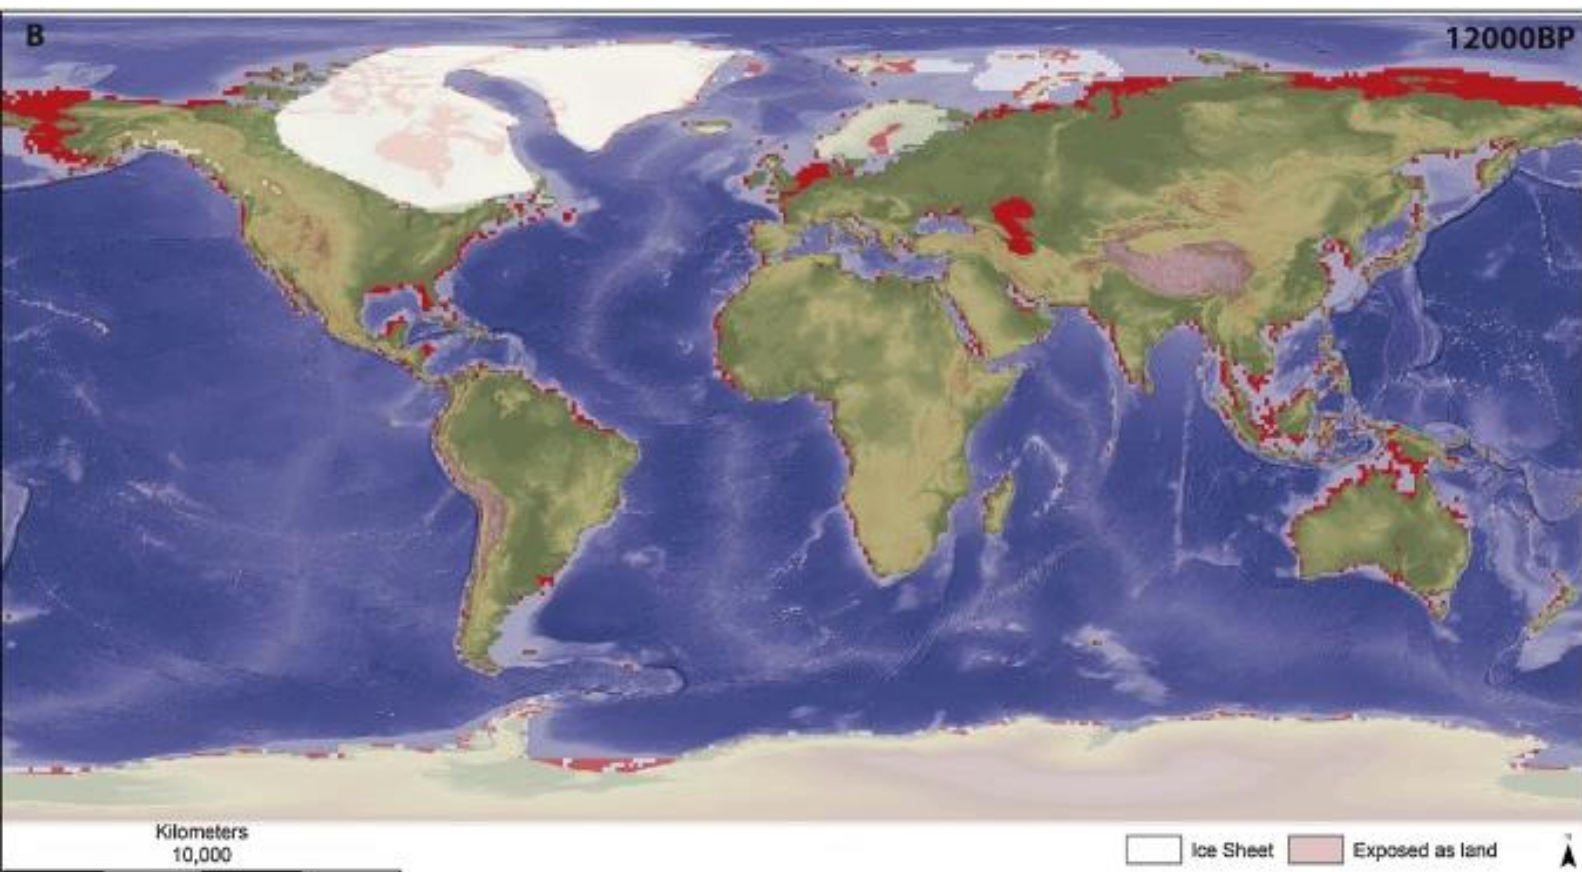 B
12000BP
Kilometers
10,000
Ice Sheet
Exposed as land